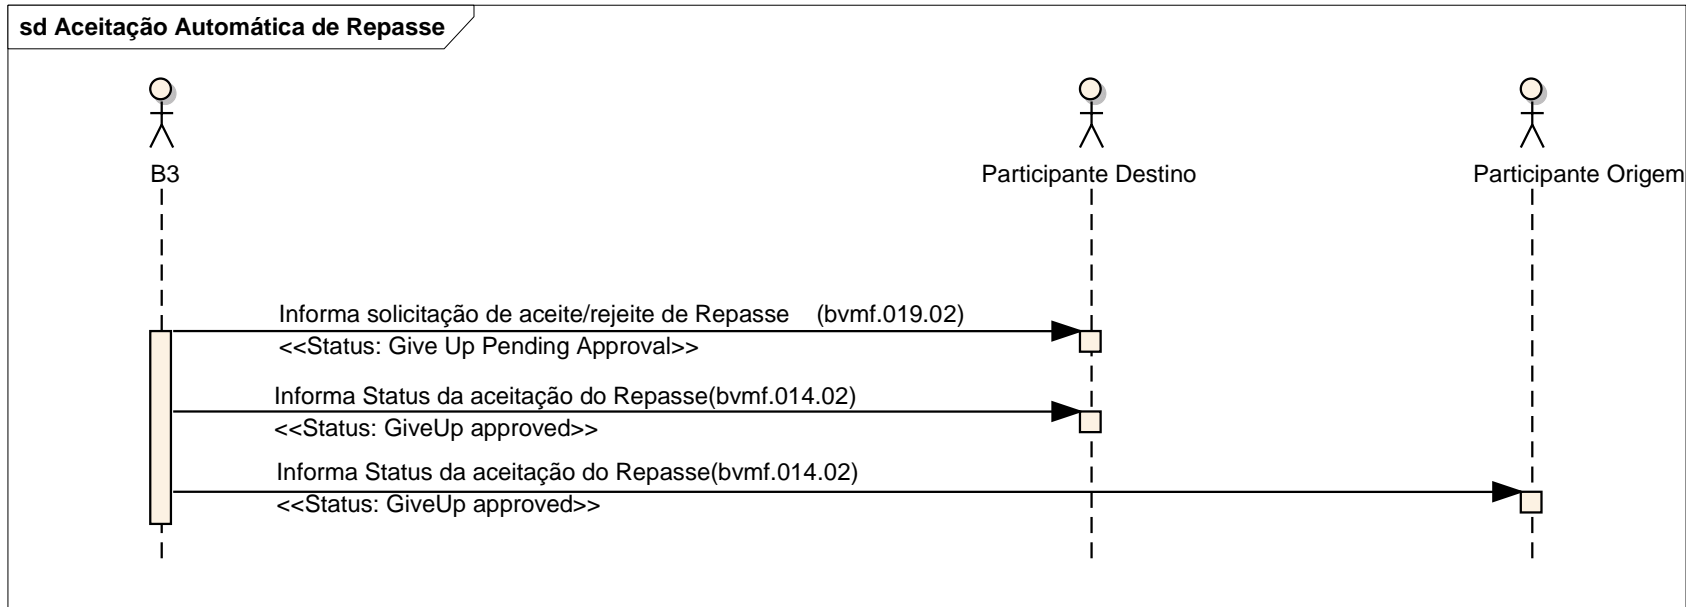 sd Aceitação Automática de Repasse
B3
Participante Destino
Participante Origem
Informa solicitação de aceite/rejeite de Repasse (bvmf.019.02)
<<Status: Give Up Pending Approval>>
Informa Status da aceitação do Repasse(bvmf.014.02)
<<Status: GiveUp approved>>
Informa Status da aceitação do Repasse(bvmf.014.02)
<<Status: GiveUp approved>>